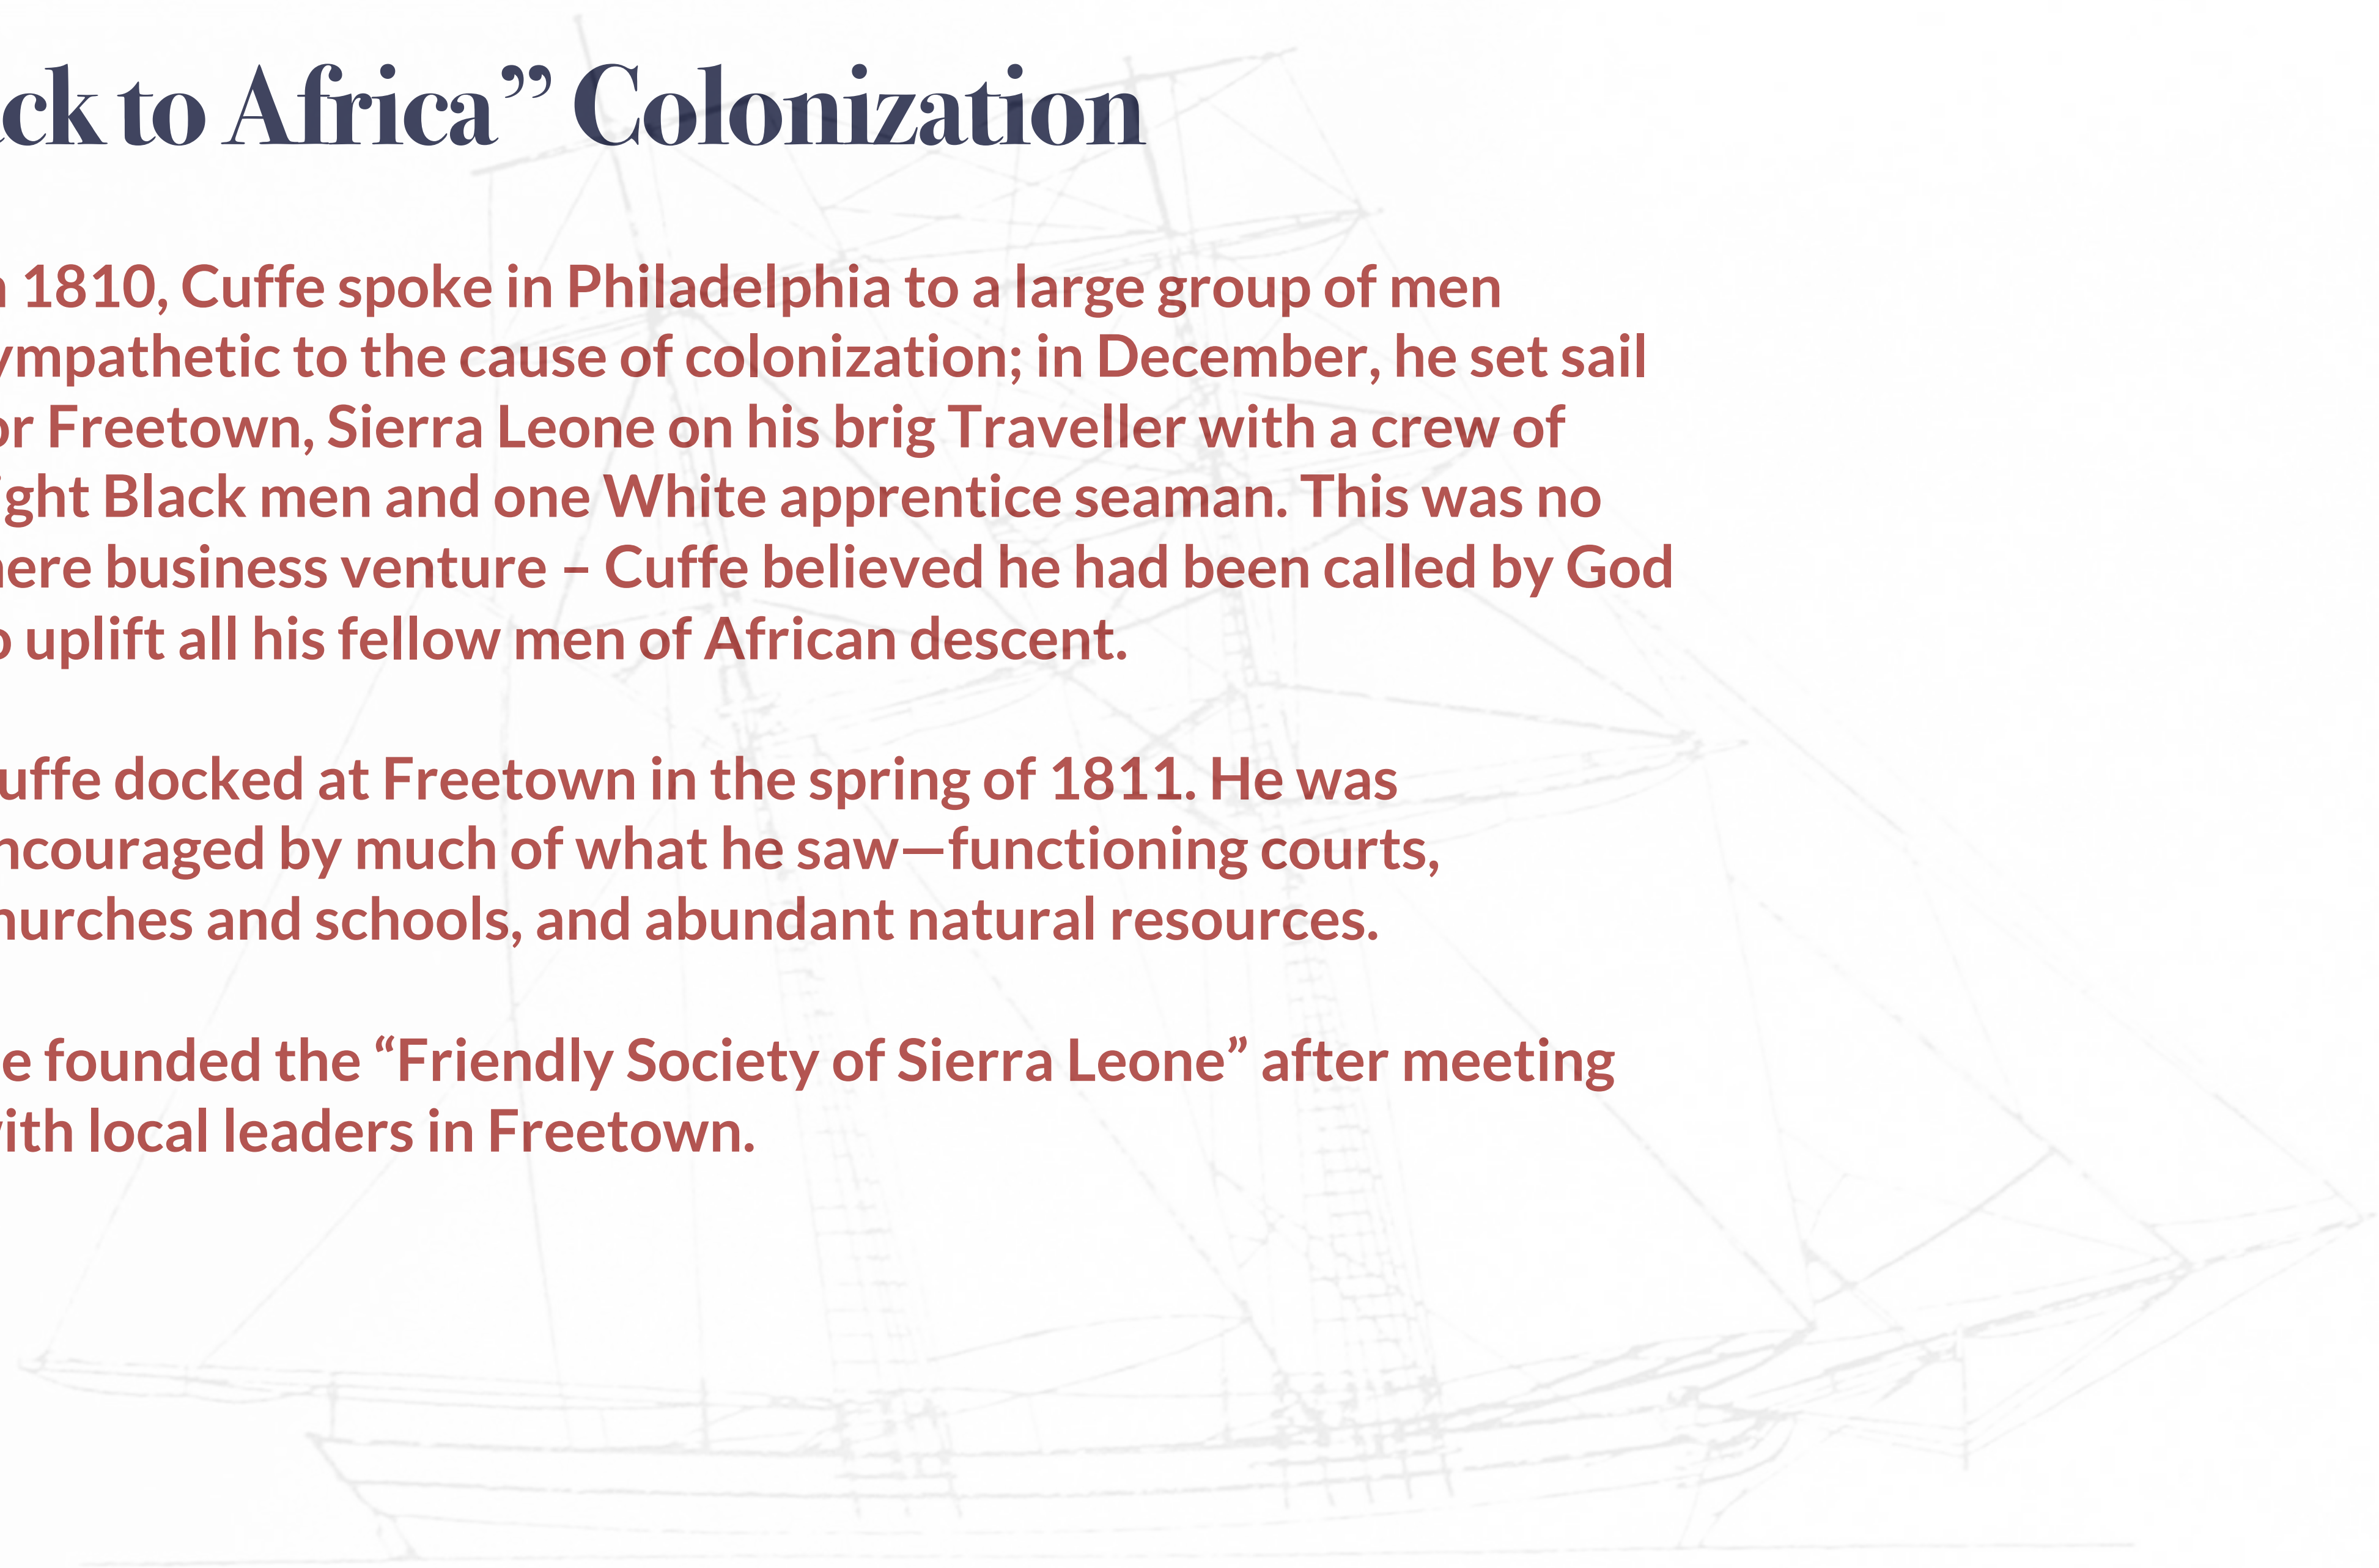 ck to Africa” Colonization
1810, Cuffe spoke in Philadelphia to a large group of men
ympathetic to the cause of colonization; in December, he set sail
or Freetown, Sierra Leone on his brig Traveller with a crew of
ight Black men and one White apprentice seaman. This was no
ere business venture – Cuffe believed he had been called by God
uplift all his fellow men of African descent.
uffe docked at Freetown in the spring of 1811. He was
ncouraged by much of what he saw—functioning courts,
hurches and schools, and abundant natural resources.
e founded the “Friendly Society of Sierra Leone” after meeting
ith local leaders in Freetown.